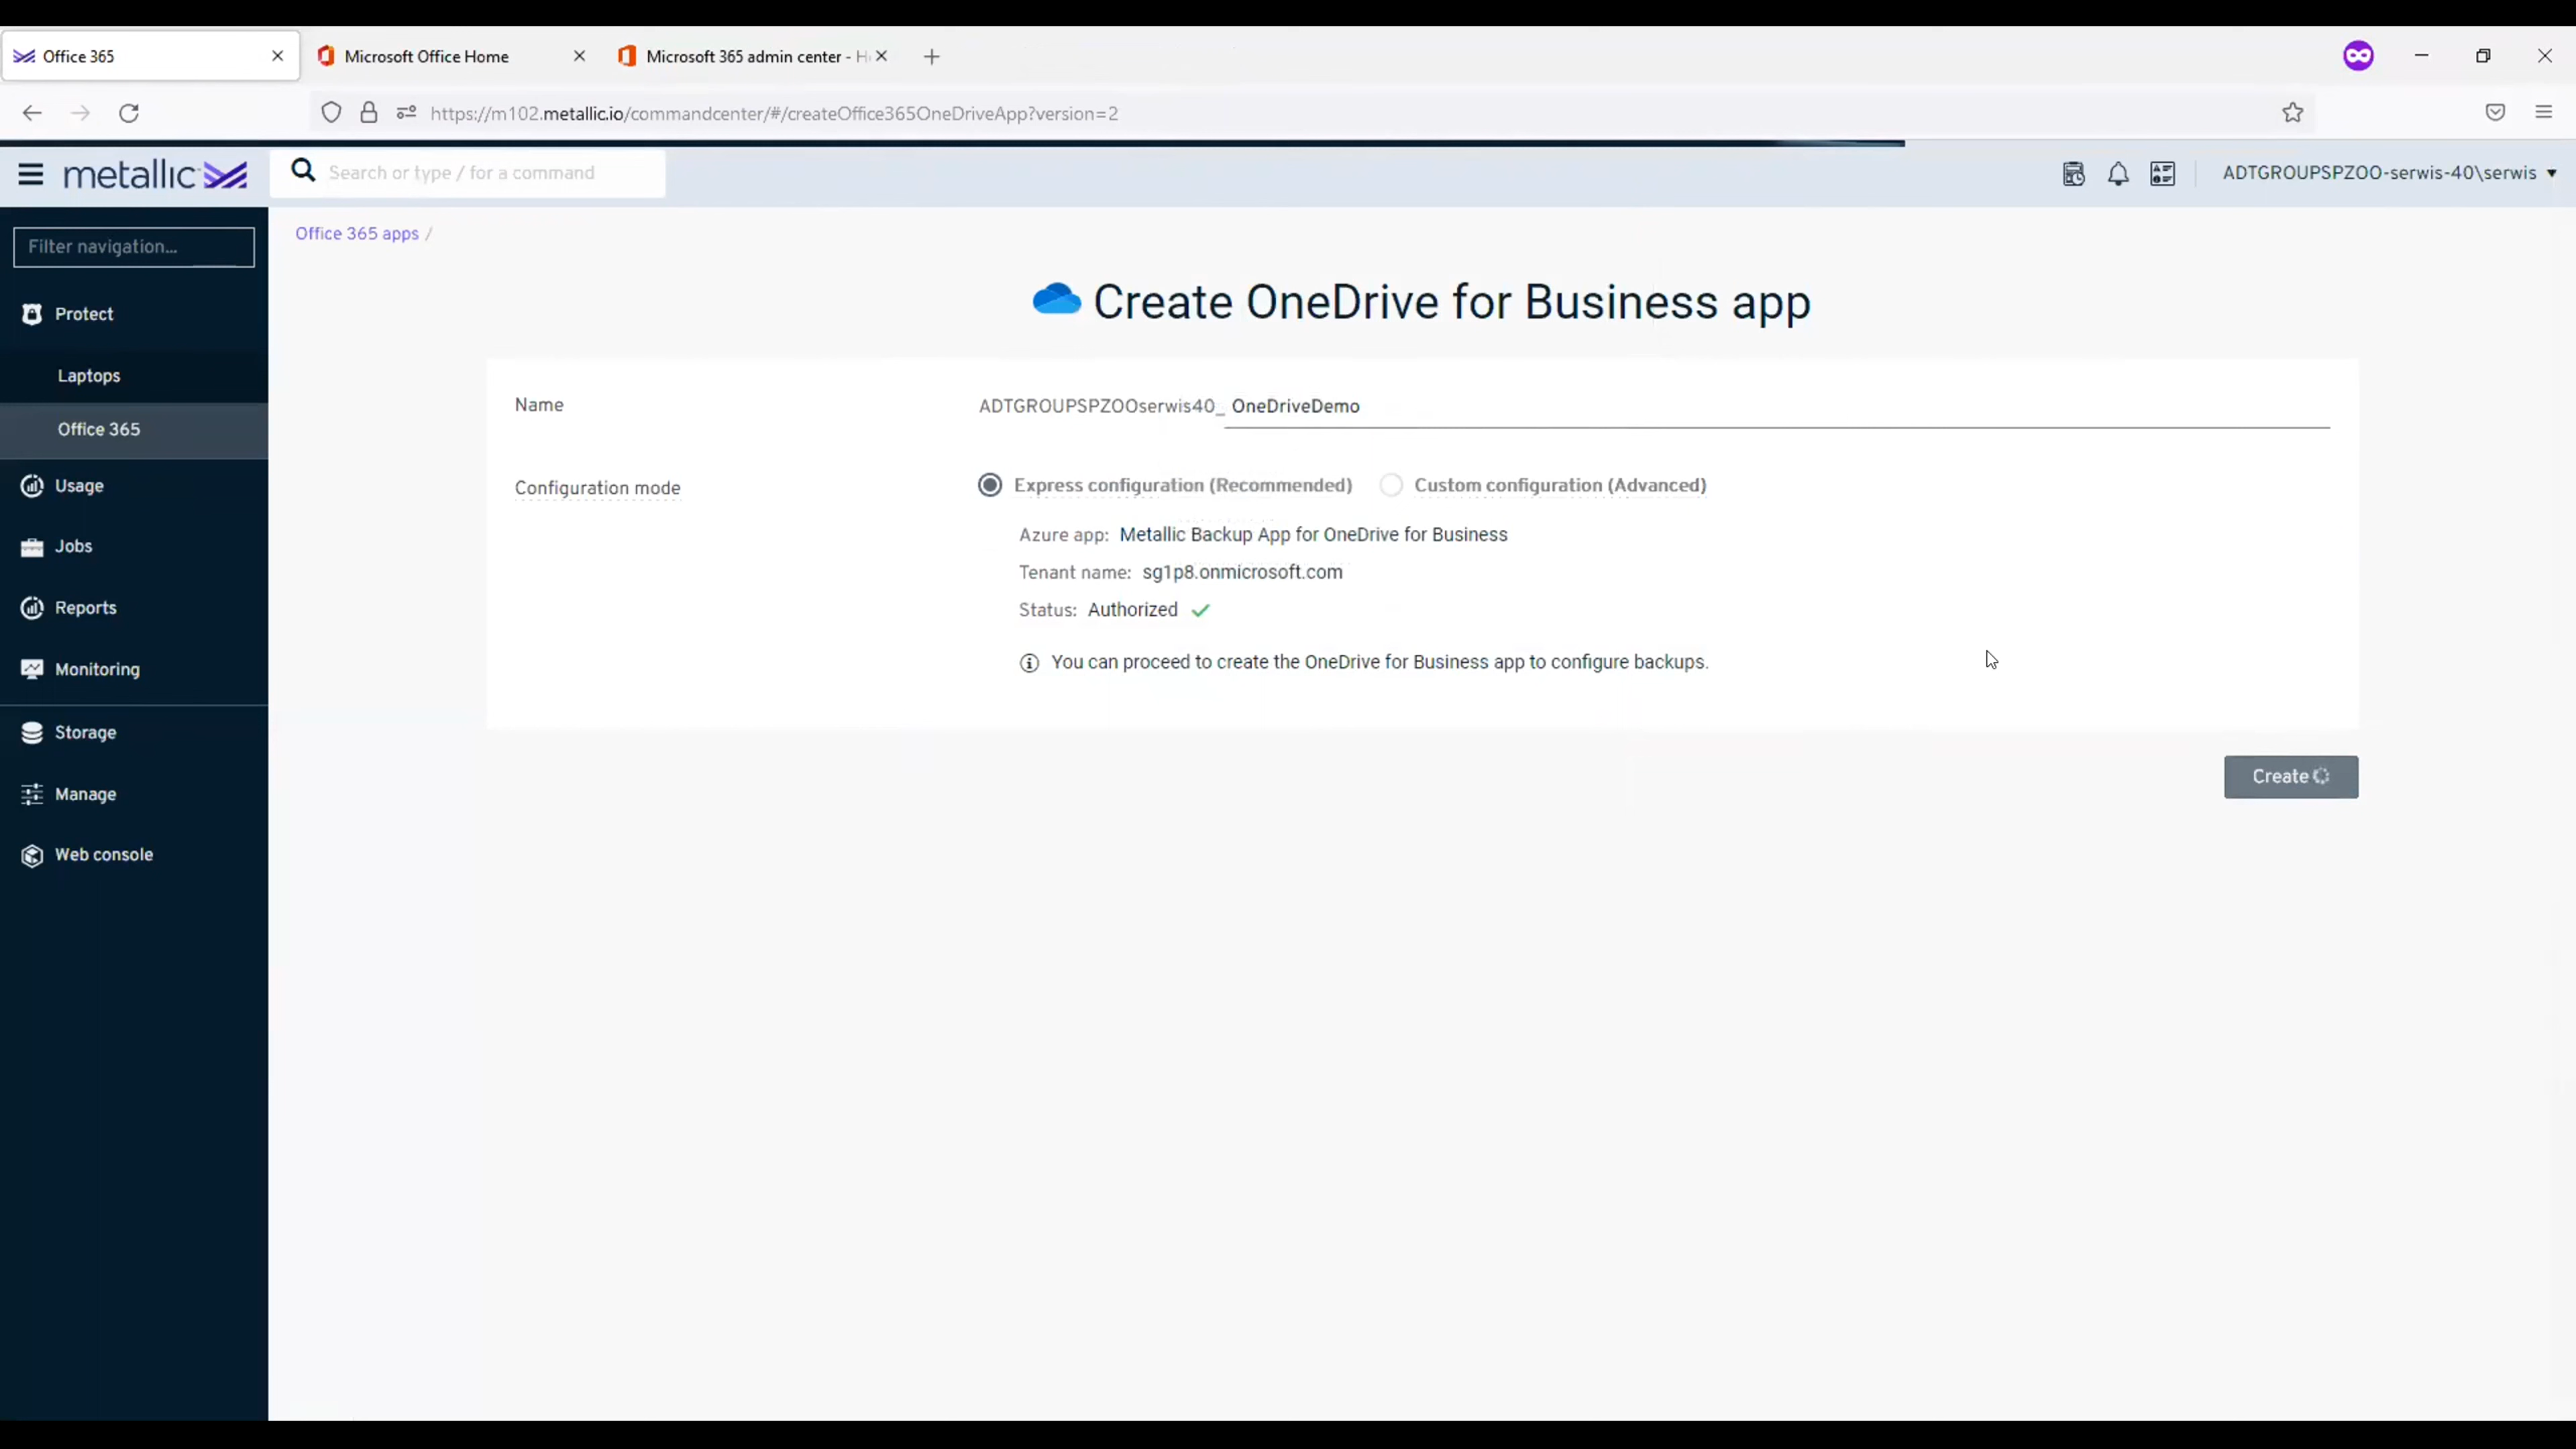 Office 365
Microsoft Office Home
Microsoft 365 admin center -
https://m102.metallic.io/commandcenter/#/createOffice365OneDriveApp?version=2
metallic
Search or type / for a command
ADTGROUPSPZOO-serwis-40\serwis
Filter navigation...
Protect
Laptops
Office 365
Usage
Jobs
Reports
Monitoring
Storage
Manage
Web console
Office 365 apps /
Create OneDrive for Business app
Name
ADTGROUPSPZOOserwis40_ OneDriveDemo
Configuration mode
Express configuration (Recommended)
Custom configuration (Advanced)
Azure app: Metallic Backup App for OneDrive for Business
Tenant name: sg1p8.onmicrosoft.com
Status: Authorized
You can proceed to create the OneDrive for Business app to configure backups.
Create